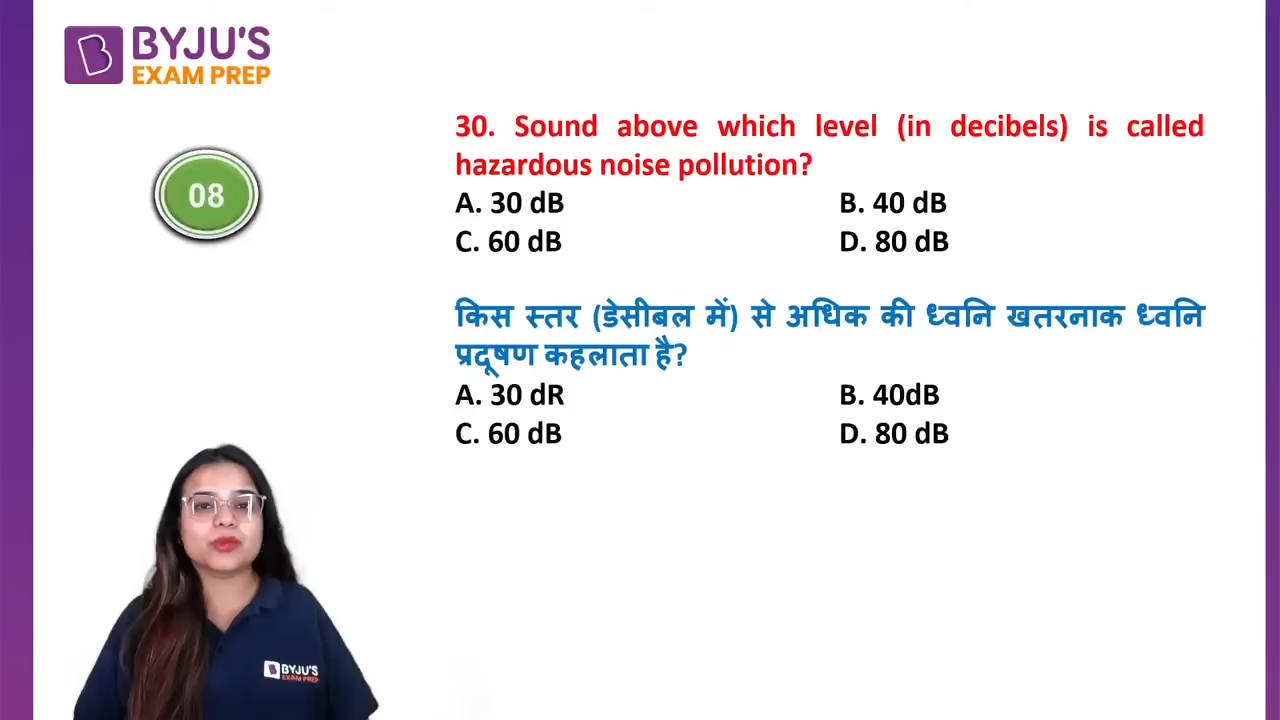 BYJU'S
EXAM PREP
08
30. Sound above which level (in decibels) is called
hazardous noise pollution?
A. 30 dB B. 40 dB
C. 60 dB D. 80 dB
किस स्तर (डेसीबल में) से अधिक की ध्वनि खतरनाक ध्वनि
प्रदूषण कहलाता है?
A. 30 dR B. 40dB
C. 60 dB D. 80 dB
BYJU'S
EXAM PREP